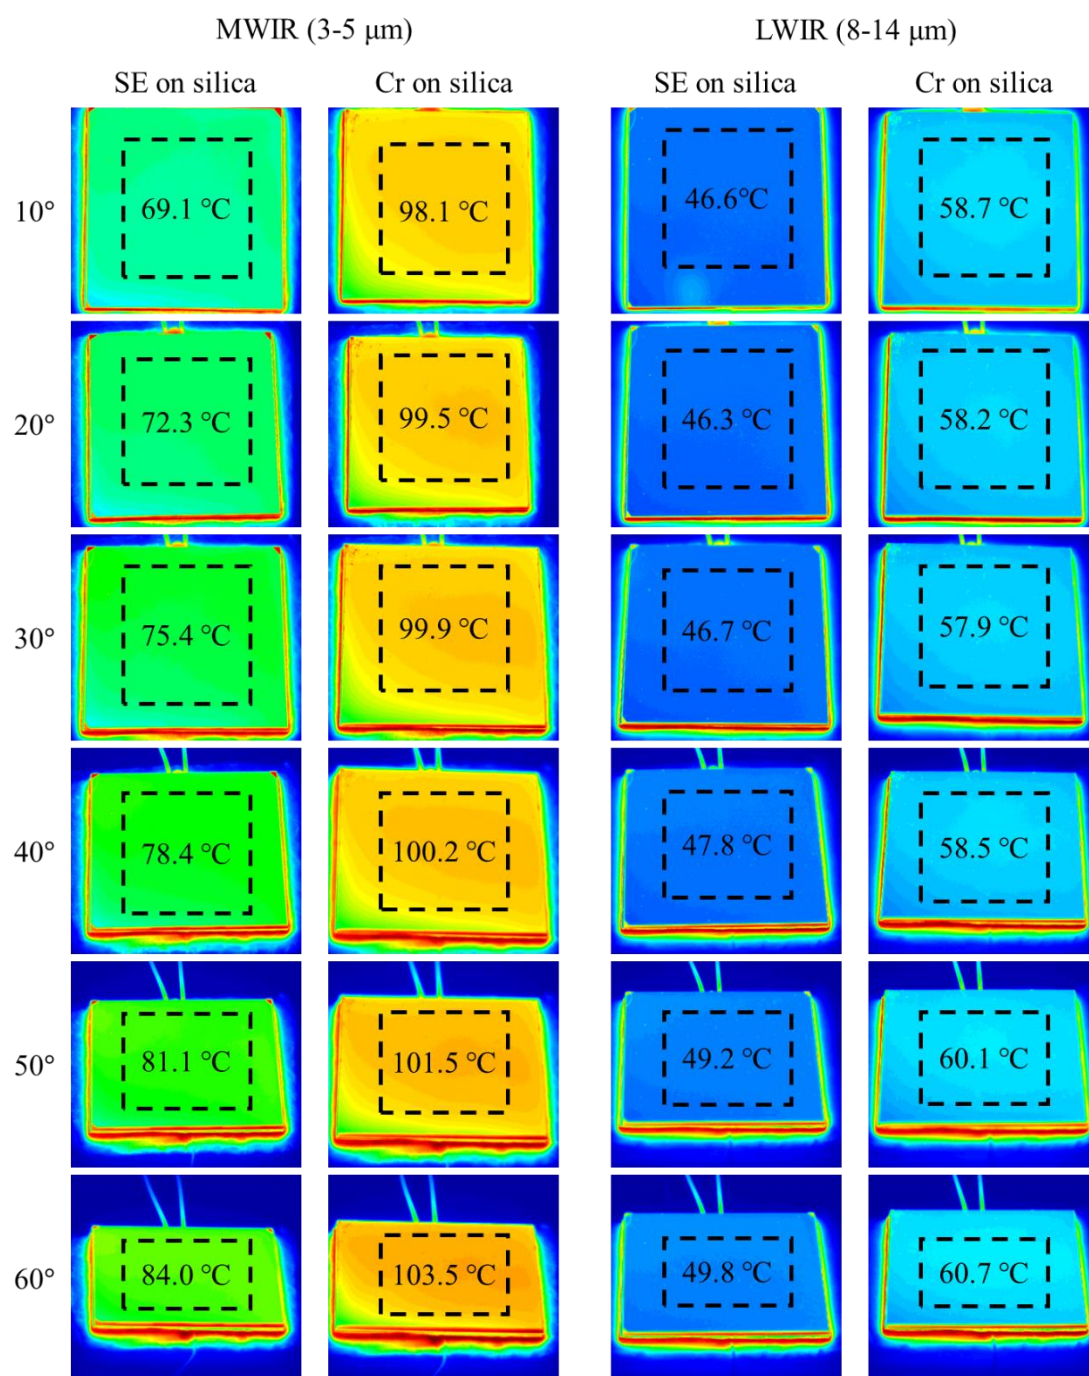 MWIR (3-5 μm) LWIR (8-14 μm)
SE on silica Cr on silica SE on silica Cr on silica
10° 69.1 ℃ 98.1 ℃ 46.6℃ 58.7 ℃
20° 72.3 ℃ 99.5 ℃ 46.3 ℃ 58.2 ℃
30° 75.4 ℃ 99.9 ℃ 46.7 ℃ 57.9 ℃
40° 78.4 ℃ 100.2 ℃ 47.8 ℃ 58.5 ℃
50° 81.1 ℃ 101.5 ℃ 49.2 ℃ 60.1 ℃
60° 84.0 ℃ 103.5 ℃ 49.8 ℃ 60.7 ℃